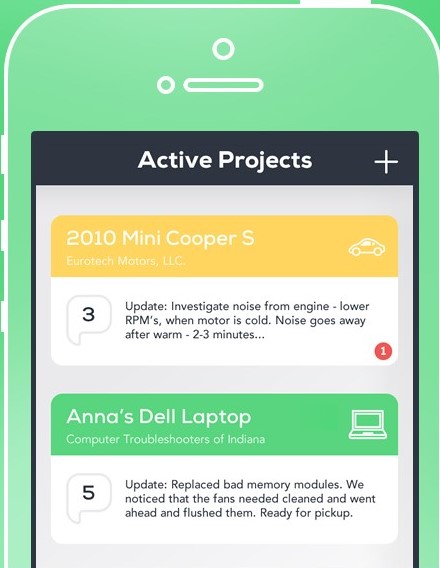 Active Projects
2010 Mini Cooper S
Eurotech Motors, LLC.
3
Update: Investigate noise from engine - lower
RPM's, when motor is cold. Noise goes away
after warm - 2-3 minutes...
1
Anna's Dell Laptop
Computer Troubleshooters of Indiana
5
Update: Replaced bad memory modules. We
noticed that the fans needed cleaned and went
ahead and flushed them. Ready for pickup.